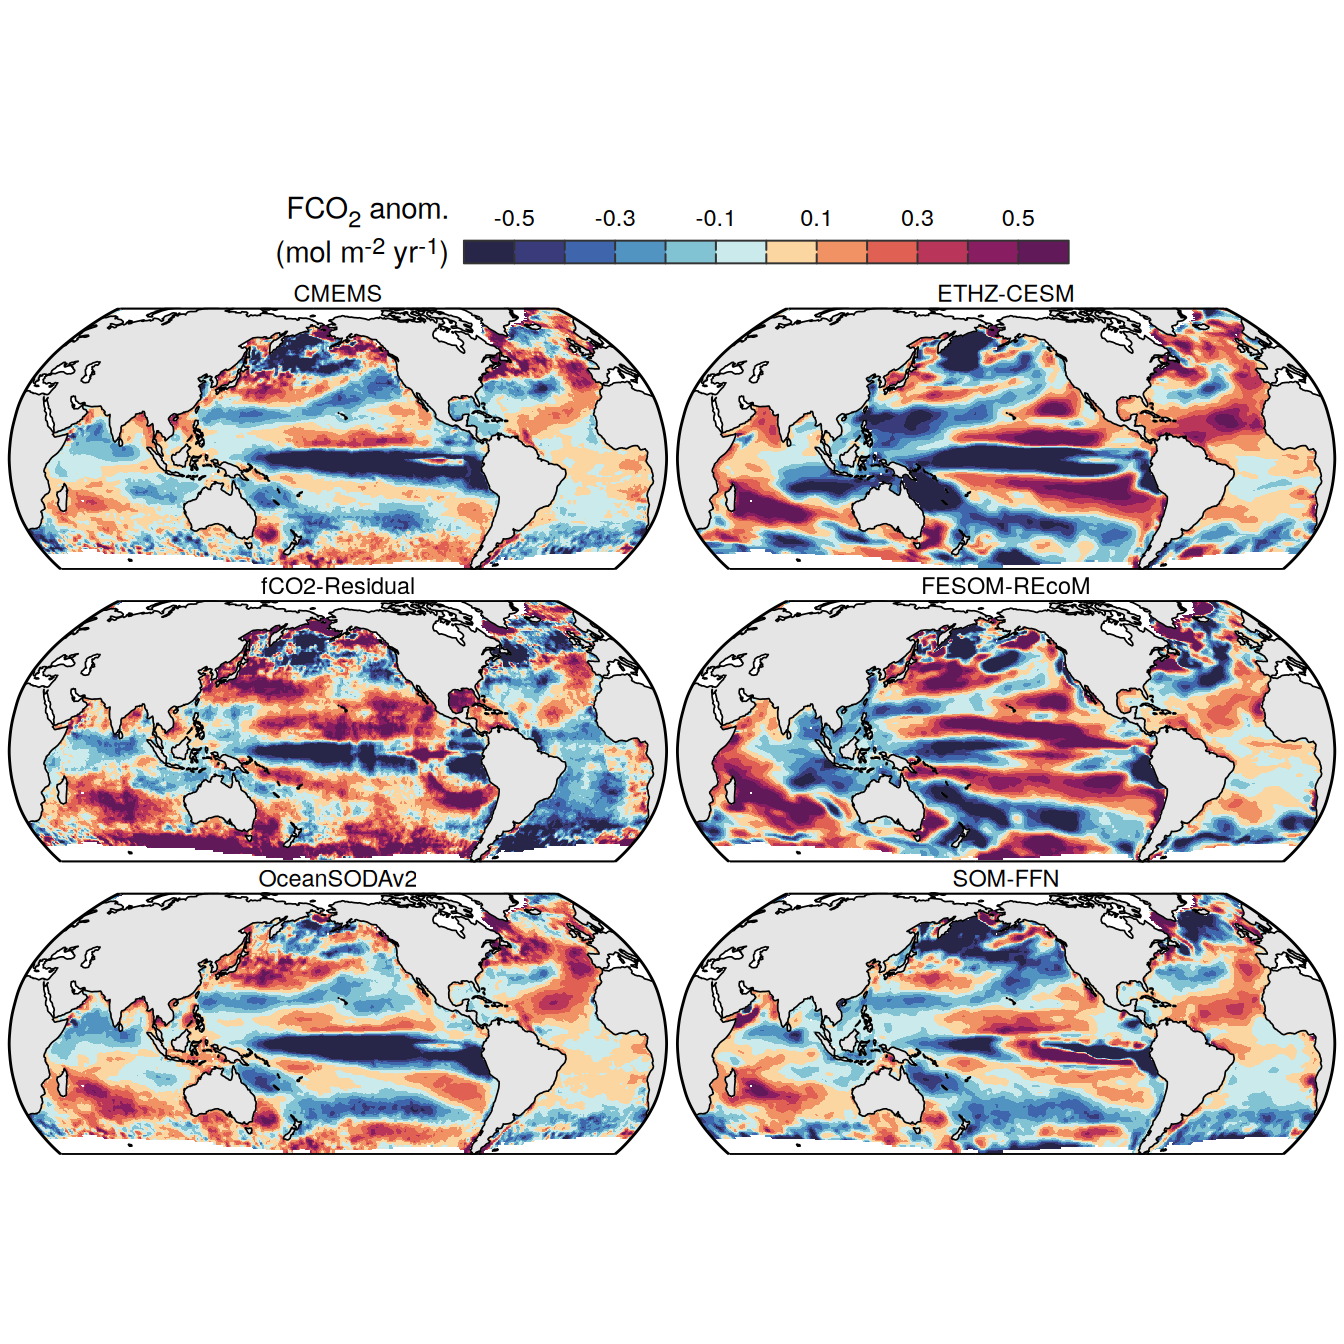 FCO₂ anom.
(mol m⁻² yr⁻¹)
-0.5 -0.3 -0.1 0.1 0.3 0.5
CMEMS ETHZ-CESM
fCO2-Residual FESOM-REcoM
OceanSODAv2 SOM-FFN